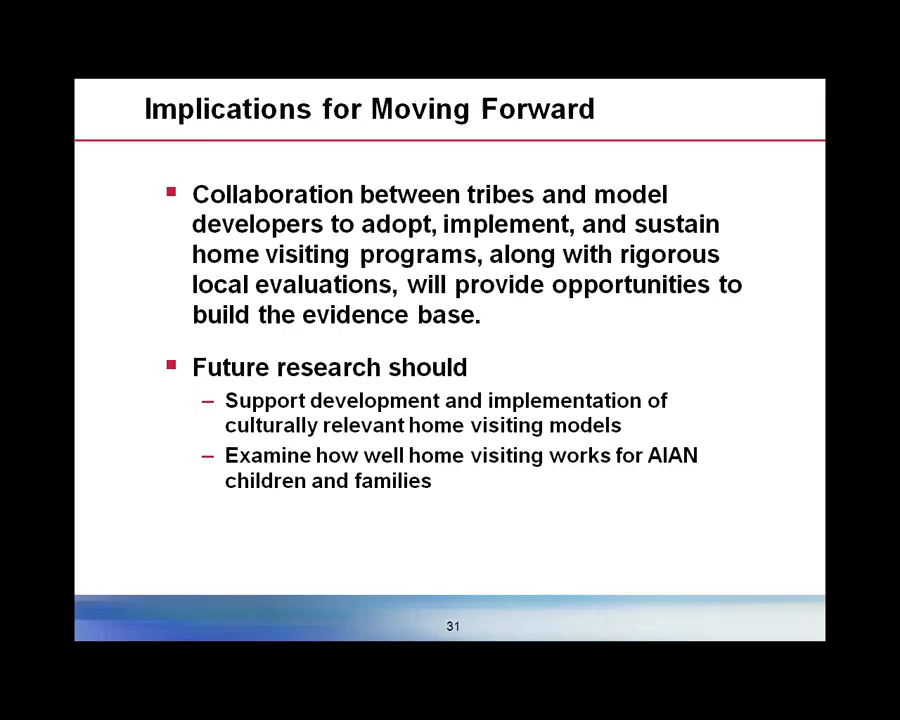 Implications for Moving Forward
▪ Collaboration between tribes and model
developers to adopt, implement, and sustain
home visiting programs, along with rigorous
local evaluations, will provide opportunities to
build the evidence base.
▪ Future research should
– Support development and implementation of
culturally relevant home visiting models
– Examine how well home visiting works for AIAN
children and families
31